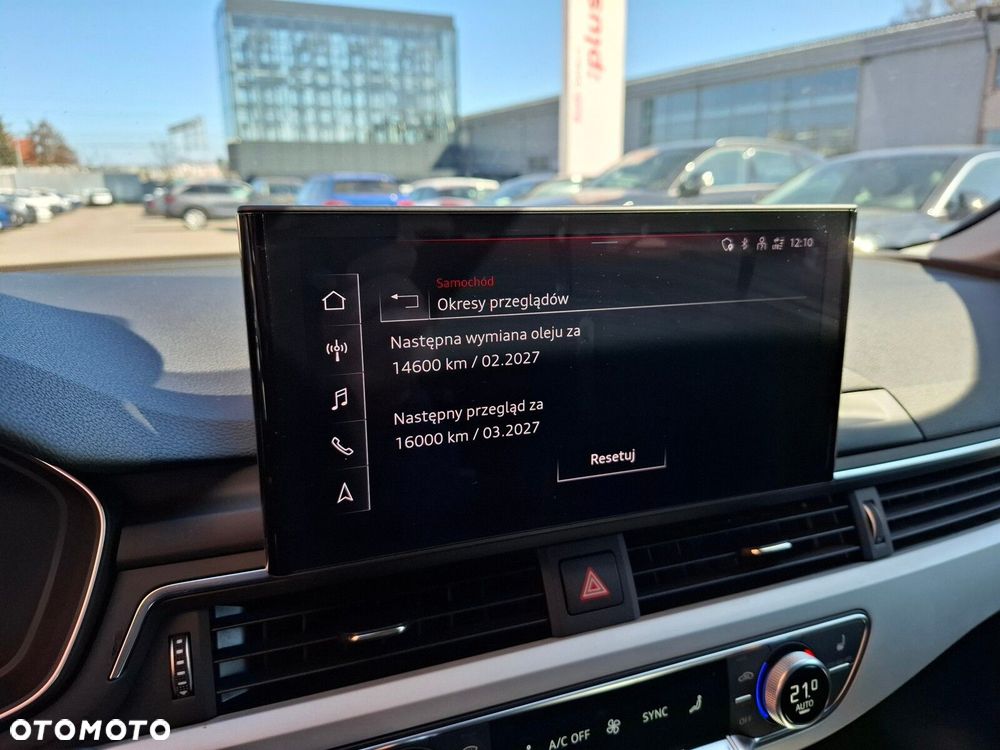 :plus
12:10
Samochód
Okresy przeglądów
Następna wymiana oleju za
14600 km / 02.2027
Następny przegląd za
16000 km / 03.2027
Resetuj
21.0
AUTO
OFF
A/C OFF
SYNC
OTOMOTO